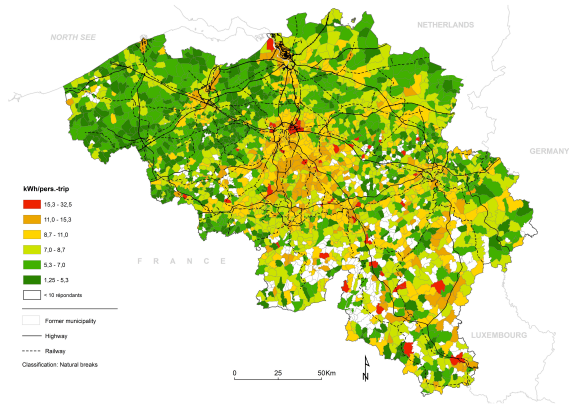 NETHERLANDS
NORTH SEE
GERMANY
kWh/pers.-trip
15,3 - 32,5
11,0 - 15,3
8,7 - 11,0
7,0 - 8,7
5,3 - 7,0
1,25 - 5,3
< 10 répondants
FRANCE
Former municipality
Highway
Railway
Classification: Natural breaks
LUXEMBOURG
0 25 50Km
N